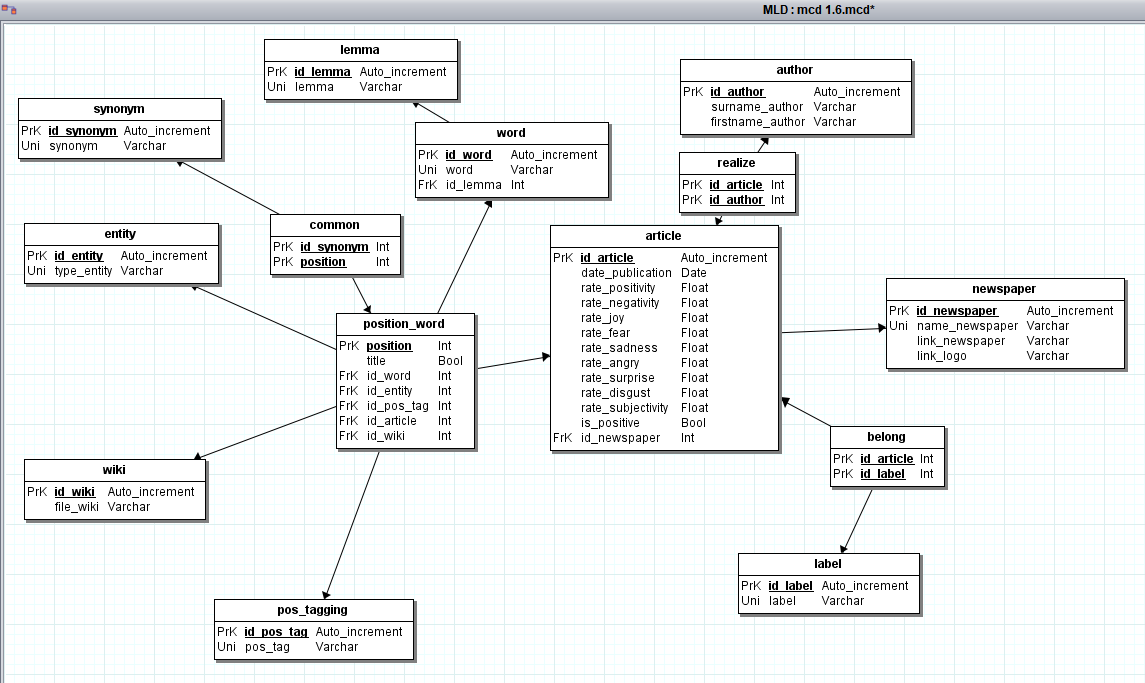 MLD : mcd 1.6.mcd*
lemma
PrK id_lemma Auto_increment
Uni lemma Varchar
author
PrK id_author Auto_increment
surname_author Varchar
firstname_author Varchar
synonym
PrK id_synonym Auto_increment
Uni synonym Varchar
word
PrK id_word Auto_increment
Uni word Varchar
FrK id_lemma Int
realize
PrK id_article Int
PrK id_author Int
common
PrK id_synonym Int
PrK position Int
entity
PrK id_entity Auto_increment
Uni type_entity Varchar
article
PrK id_article Auto_increment
date_publication Date
rate_positivity Float
rate_negativity Float
rate_joy Float
rate_fear Float
rate_sadness Float
rate_angry Float
rate_surprise Float
rate_disgust Float
rate_subjectivity Float
is_positive Bool
FrK id_newspaper Int
newspaper
PrK id_newspaper Auto_increment
Uni name_newspaper Varchar
link_newspaper Varchar
link_logo Varchar
position_word
PrK position Int
title Bool
FrK id_word Int
FrK id_entity Int
FrK id_pos_tag Int
FrK id_article Int
FrK id_wiki Int
belong
PrK id_article Int
PrK id_label Int
wiki
PrK id_wiki Auto_increment
file_wiki Varchar
label
PrK id_label Auto_increment
Uni label Varchar
pos_tagging
PrK id_pos_tag Auto_increment
Uni pos_tag Varchar